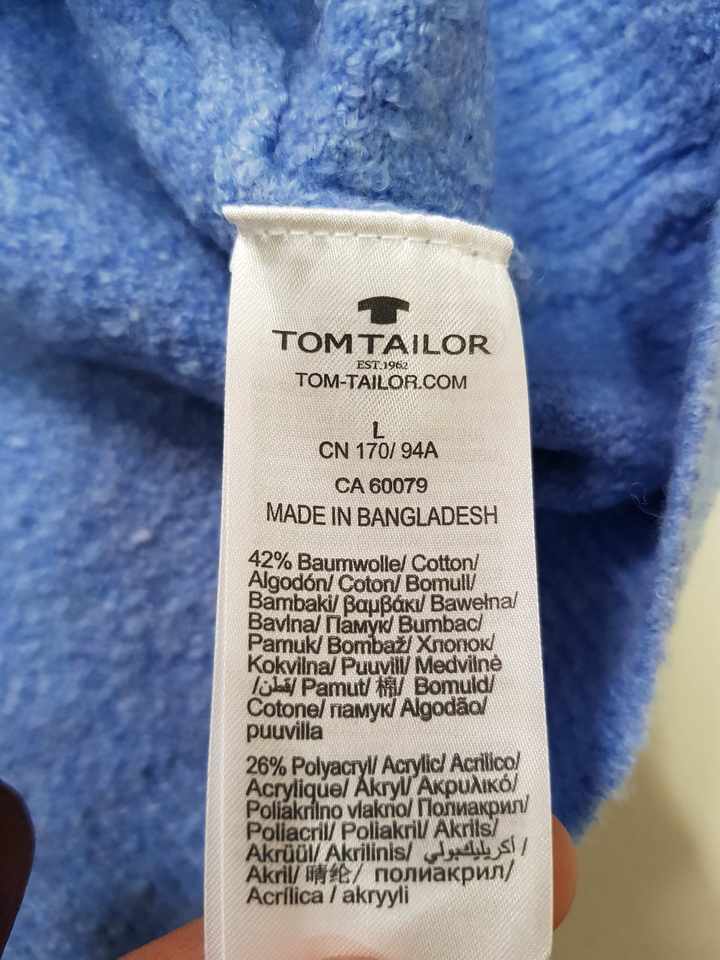 TOM TAILOR
EST.1962
TOM-TAILOR.COM
L
CN 170/ 94A
CA 60079
MADE IN BANGLADESH
42% Baumwolle/ Cotton/
Algodón/ Coton/ Bomull/
Bambaki/ βαμβάκι/ Bawełna/
Bavlna/ Памук/ Bumbac/
Pamuk/ Bombaž/ Хлопок/
Kokvilna/ Puuvill/ Medvilnė
/قطن/ Pamut/ 棉/ Bomuld/
Cotone/ памук/ Algodão/
puuvilla
26% Polyacryl/ Acrylic/ Acrilico/
Acrylique/ Akryl/ Ακρυλικό/
Poliakrilno vlakno/ Полиакрил/
Poliacril/ Poliakril/ Akrils/
Akrüül/ Akrilinis/ أكريليكبولي /
Akril/ 晴纶/ полиакрил/
Acrílica / akryyli